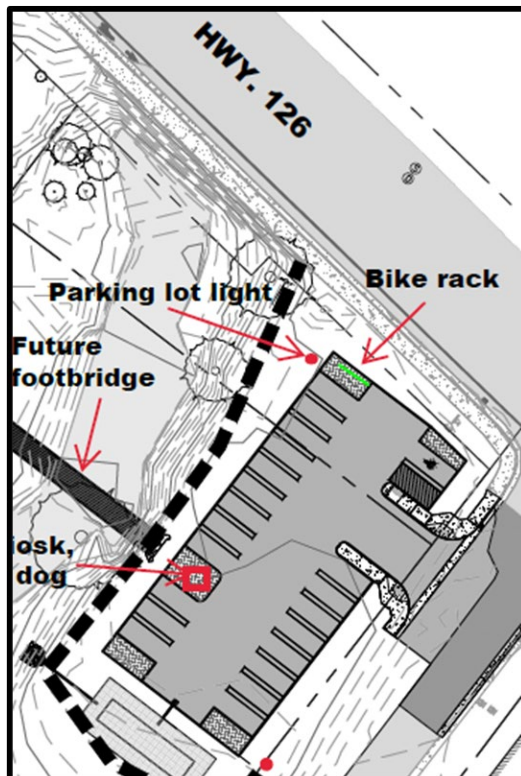 HWY. 126
Bike rack
Parking lot light
Future
footbridge
iosk,
dog